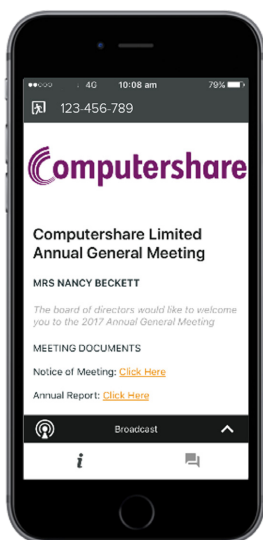 4G 10:08 am 79%
123-456-789
Computershare
Computershare Limited
Annual General Meeting
MRS NANCY BECKETT
The board of directors would like to welcome
you to the 2017 Annual General Meeting
MEETING DOCUMENTS
Notice of Meeting: Click Here
Annual Report: Click Here
Broadcast
i